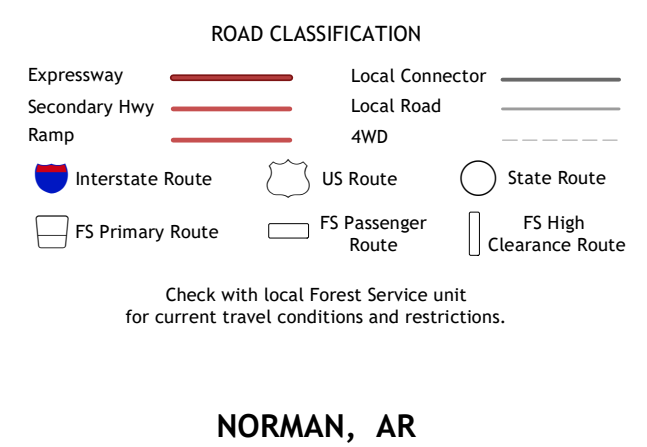 ROAD CLASSIFICATION
Expressway
Local Connector
Secondary Hwy
Local Road
Ramp
4WD
Interstate Route
US Route
State Route
FS Primary Route
FS Passenger
Route
FS High
Clearance Route
Check with local Forest Service unit
for current travel conditions and restrictions.
NORMAN, AR